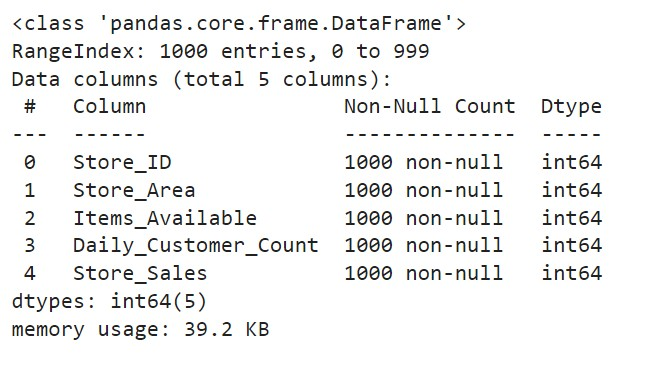 <class 'pandas.core.frame.DataFrame'>
RangeIndex: 1000 entries, 0 to 999
Data columns (total 5 columns):
 #   Column                Non-Null Count  Dtype
---  ------                --------------  -----
 0   Store_ID              1000 non-null   int64
 1   Store_Area            1000 non-null   int64
 2   Items_Available       1000 non-null   int64
 3   Daily_Customer_Count  1000 non-null   int64
 4   Store_Sales           1000 non-null   int64
dtypes: int64(5)
memory usage: 39.2 KB